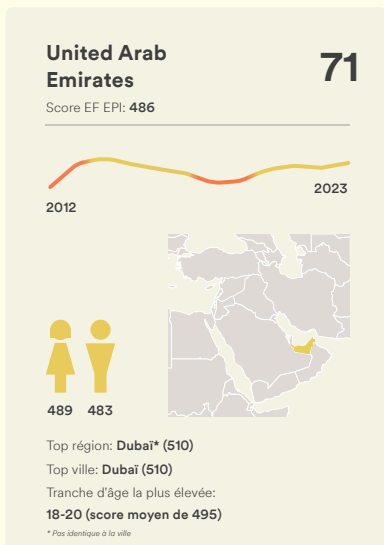 United Arab
Emirates
71
Score EF EPI: 486
2023
2012
489 483
Top région: Dubaï* (510)
Top ville: Dubaï (510)
Tranche d'âge la plus élevée:
18-20 (score moyen de 495)
* Pas identique à la ville